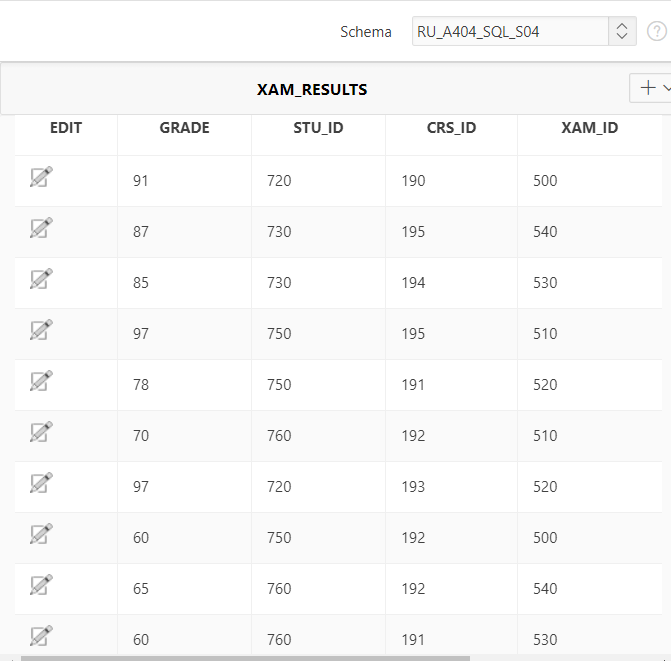 Schema RU_A404_SQL_S04 ?
XAM_RESULTS
EDIT GRADE STU_ID CRS_ID XAM_ID
91 720 190 500
87 730 195 540
85 730 194 530
97 750 195 510
78 750 191 520
70 760 192 510
97 720 193 520
60 750 192 500
65 760 192 540
60 760 191 530